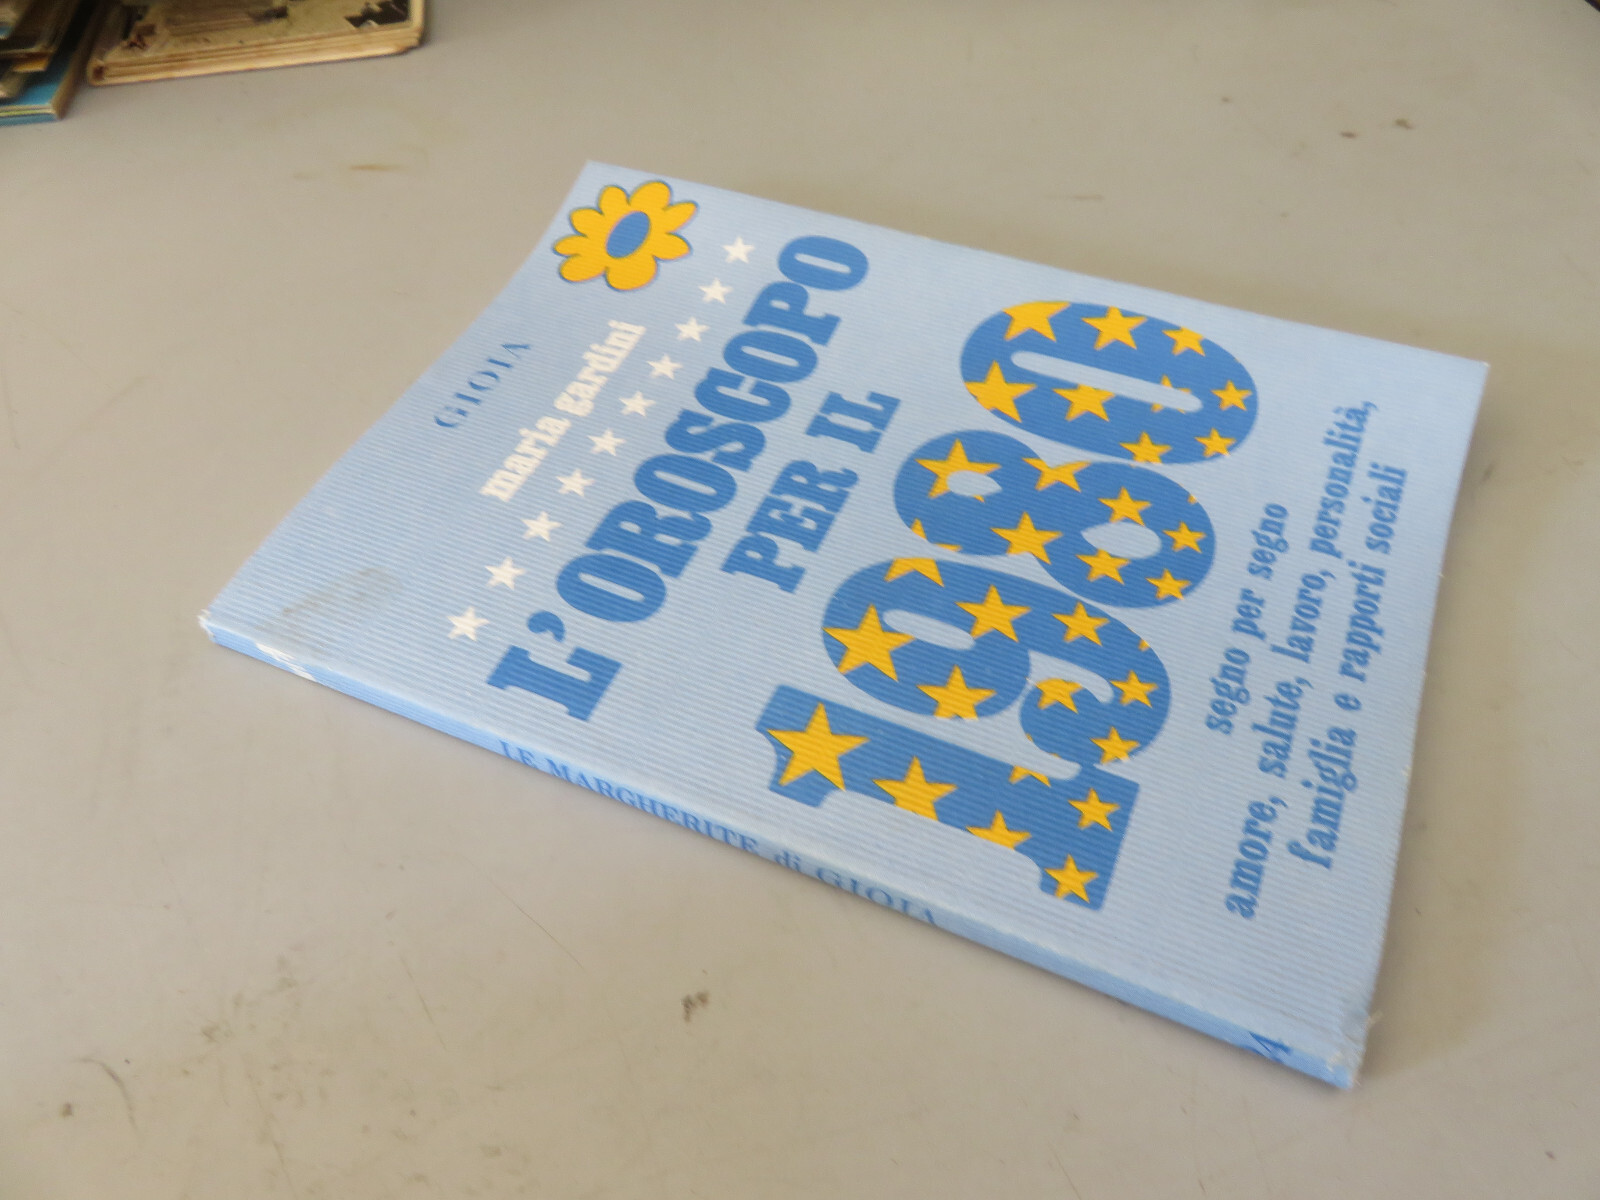 GIOIA
maria gardini
L'OROSCOPO
PER IL
1980
segno per segno
amore, salute, lavoro, personalità,
famiglia e rapporti sociali
LE MARGHERITE di GIOIA